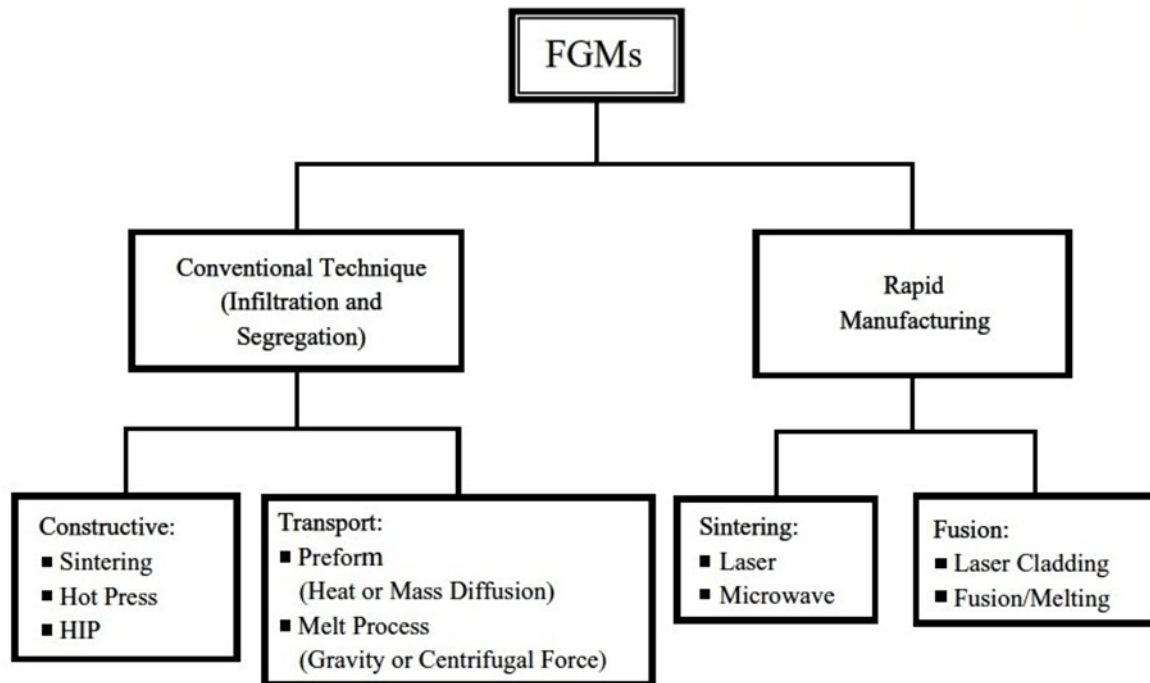 FGMs
Conventional Technique
(Infiltration and
Segregation)
Rapid
Manufacturing
Constructive:
▪ Sintering
▪ Hot Press
▪ HIP
Transport:
▪ Preform
(Heat or Mass Diffusion)
▪ Melt Process
(Gravity or Centrifugal Force)
Sintering:
▪ Laser
▪ Microwave
Fusion:
▪ Laser Cladding
▪ Fusion/Melting